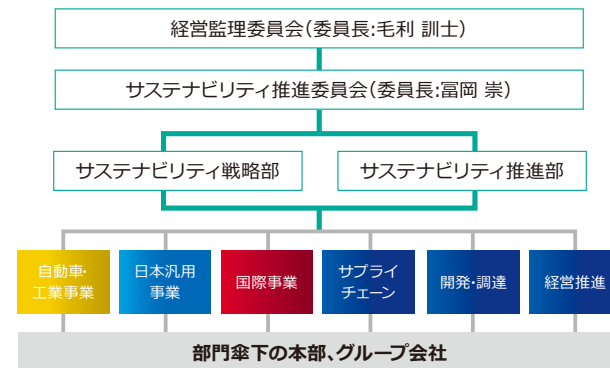 経営監理委員会(委員長:毛利 訓士)
サステナビリティ推進委員会(委員長:冨岡 崇)
サステナビリティ戦略部
サステナビリティ推進部
自動車・
工業事業
日本汎用
事業
国際事業
サプライ
チェーン
開発・調達
経営推進
部門傘下の本部、グループ会社